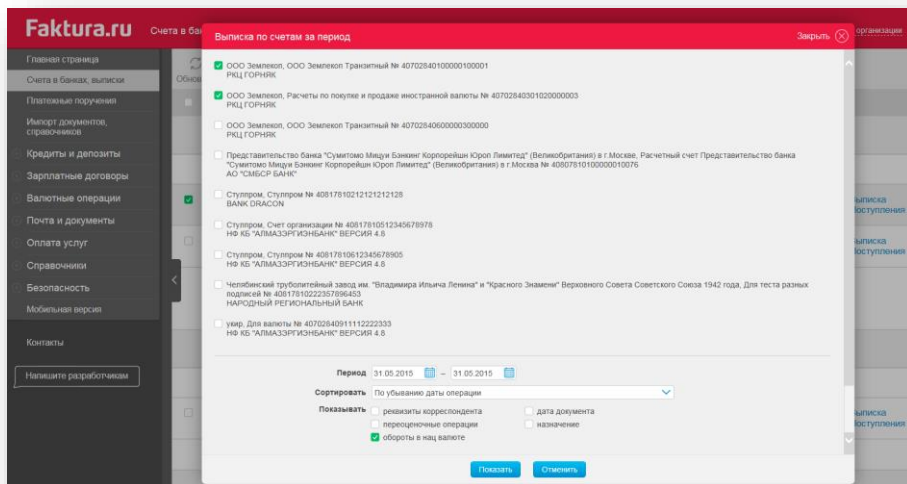 Faktura.ru
Счета в бан
организации
Выписка по счетам за период
Закрыть
Главная страница
Счета в банках, выписки
Платежные поручения
Импорт документов,
справочников
Кредиты и депозиты
Зарплатные договоры
Валютные операции
Почта и документы
Оплата услуг
Справочники
Безопасность
Мобильная версия
Контакты
Напишите разработчикам
Обнов
ООО Землекоп, ООО Землекоп Транзитный № 40702840100000100001
РКЦ ГОРНЯК
ООО Землекоп, Расчеты по покупке и продаже иностранной валюты № 40702840301020000003
РКЦ ГОРНЯК
ООО Землекоп, ООО Землекоп Транзитный № 40702840600000300000
РКЦ ГОРНЯК
Представительство банка "Сумитомо Мицуи Бэнкинг Корпорейшн Юроп Лимитед" (Великобритания) в г.Москве, Расчетный счет Представительство банка
"Сумитомо Мицуи Бэнкинг Корпорейшн Юроп Лимитед" (Великобритания) в г.Москва № 40807810100000010076
АО "СМБСР БАНК"
Стулпром, Стулпром № 40817810212121212128
BANK DRACON
Стулпром, Счет организации № 40817810512345678978
НФ КБ "АЛМАЗЭРГИЭНБАНК" ВЕРСИЯ 4.8
Стулпром, Стулпром № 40817810612345678905
НФ КБ "АЛМАЗЭРГИЭНБАНК" ВЕРСИЯ 4.8
Челябинский труболитейный завод им. "Владимира Ильича Ленина" и "Красного Знамени" Верховного Совета Советского Союза 1942 года, Для теста разных
подписей № 40817810222357896453
НАРОДНЫЙ РЕГИОНАЛЬНЫЙ БАНК
укир, Для валюты № 40702840911112222333
НФ КБ "АЛМАЗЭРГИЭНБАНК" ВЕРСИЯ 4.8
Период 31.05.2015 – 31.05.2015
Сортировать По убыванию даты операции
Показывать реквизиты корреспондента дата документа
переоценочные операции назначение
обороты в нац валюте
Показать Отменить
выписка
поступления
выписка
поступления
выписка
поступления